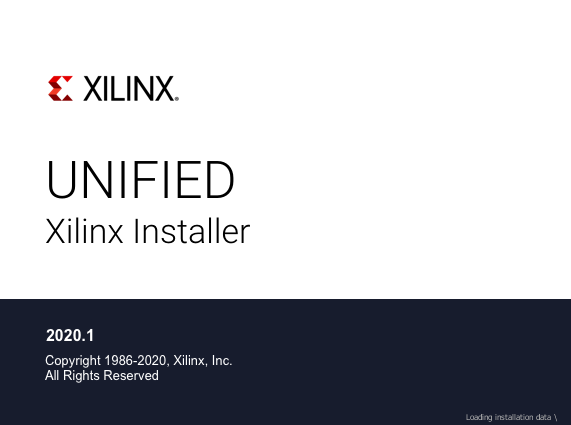 XILINX®
UNIFIED
Xilinx Installer
2020.1
Copyright 1986-2020, Xilinx, Inc.
All Rights Reserved
Loading installation data \